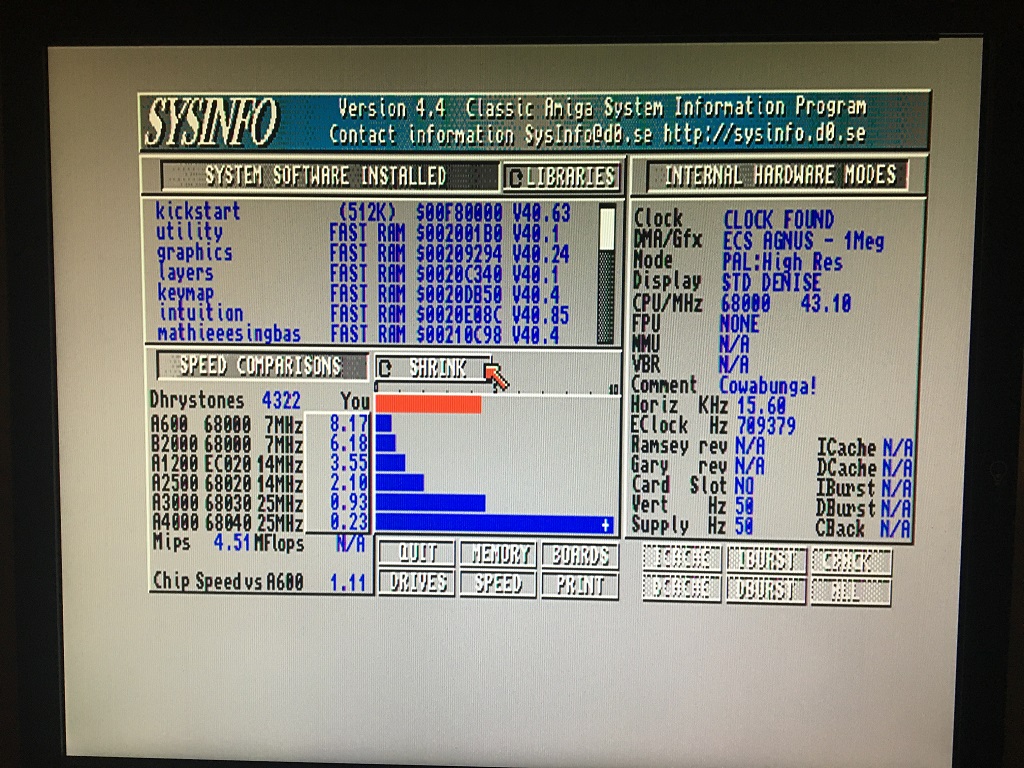 SYSINFO
Version 4.4 Classic Amiga System Information Program
Contact information SysInfo@d0.se http://sysinfo.d0.se
SYSTEM SOFTWARE INSTALLED
LIBRARIES
kickstart (512K) $00F80000 V40.63
utility FAST RAM $002001B0 V40.1
graphics FAST RAM $00209294 V40.24
layers FAST RAM $0020C340 V40.1
keymap FAST RAM $0020DB50 V40.4
intuition FAST RAM $0020E08C V40.85
mathieeesingbas FAST RAM $00210C98 V40.4
INTERNAL HARDWARE MODES
Clock CLOCK FOUND
DMA/Gfx ECS AGNUS - 1Meg
Mode PAL:High Res
Display STD DENISE
CPU/MHz 68000 43.10
FPU NONE
MMU N/A
VBR N/A
Comment Cowabunga!
Horiz KHz 15.60
EClock Hz 709379
Ramsey rev N/A ICache N/A
Gary rev N/A DCache N/A
Card Slot NO IBurst N/A
Vert Hz 50 DBurst N/A
Supply Hz 50 CBack N/A
SPEED COMPARISONS
SHRINK
10
Dhrystones 4322 You
A600 68000 7MHz 8.17
B2000 68000 7MHz 6.18
A1200 EC020 14MHz 3.55
A2500 68020 14MHz 2.10
A3000 68030 25MHz 0.93
A4000 68040 25MHz 0.23 +
Mips 4.51 MFlops N/A
Chip Speed vs A600 1.11
QUIT MEMORY BOARDS
DRIVES SPEED PRINT
ICACHE IBURST CBACK
DCACHE DBURST ALL